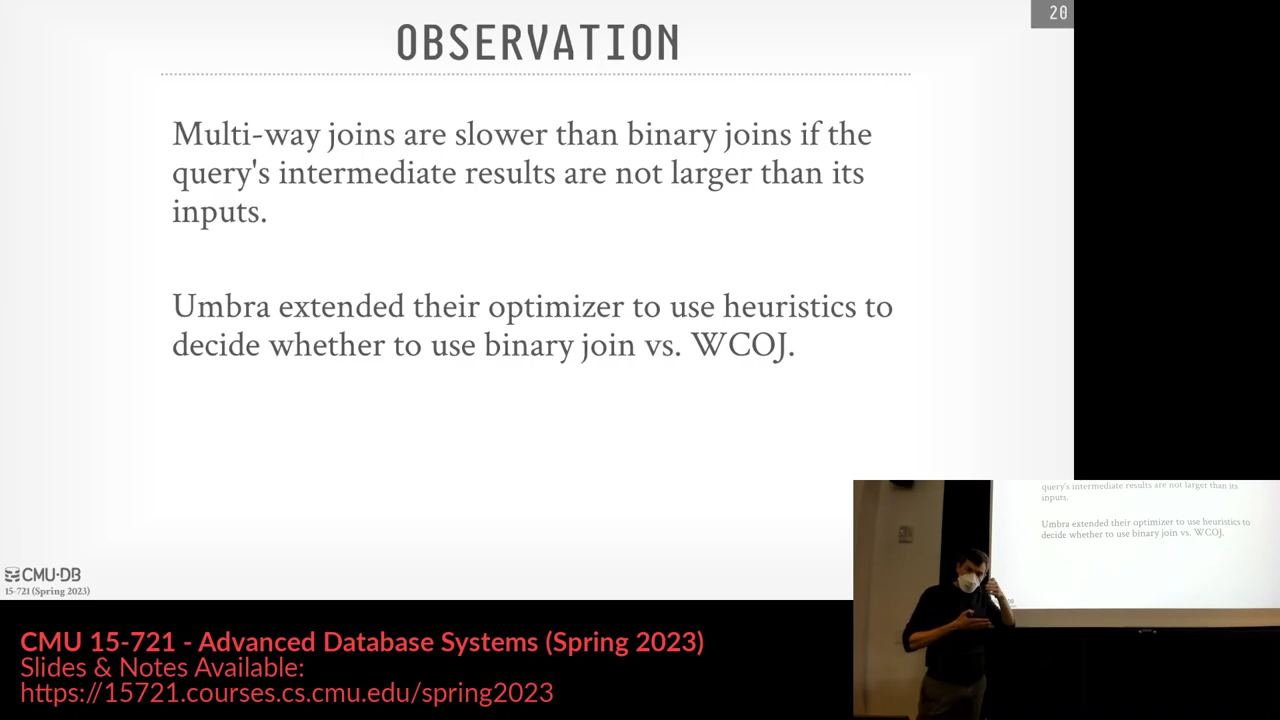 20
OBSERVATION
Multi-way joins are slower than binary joins if the
query's intermediate results are not larger than its
inputs.
Umbra extended their optimizer to use heuristics to
decide whether to use binary join vs. WCOJ.
CMU·DB
15-721 (Spring 2023)
query's intermediate results are not larger than its
inputs.
Umbra extended their optimizer to use heuristics to
decide whether to use binary join vs. WCOJ.
CMU 15-721 - Advanced Database Systems (Spring 2023)
Slides & Notes Available:
https://15721.courses.cs.cmu.edu/spring2023